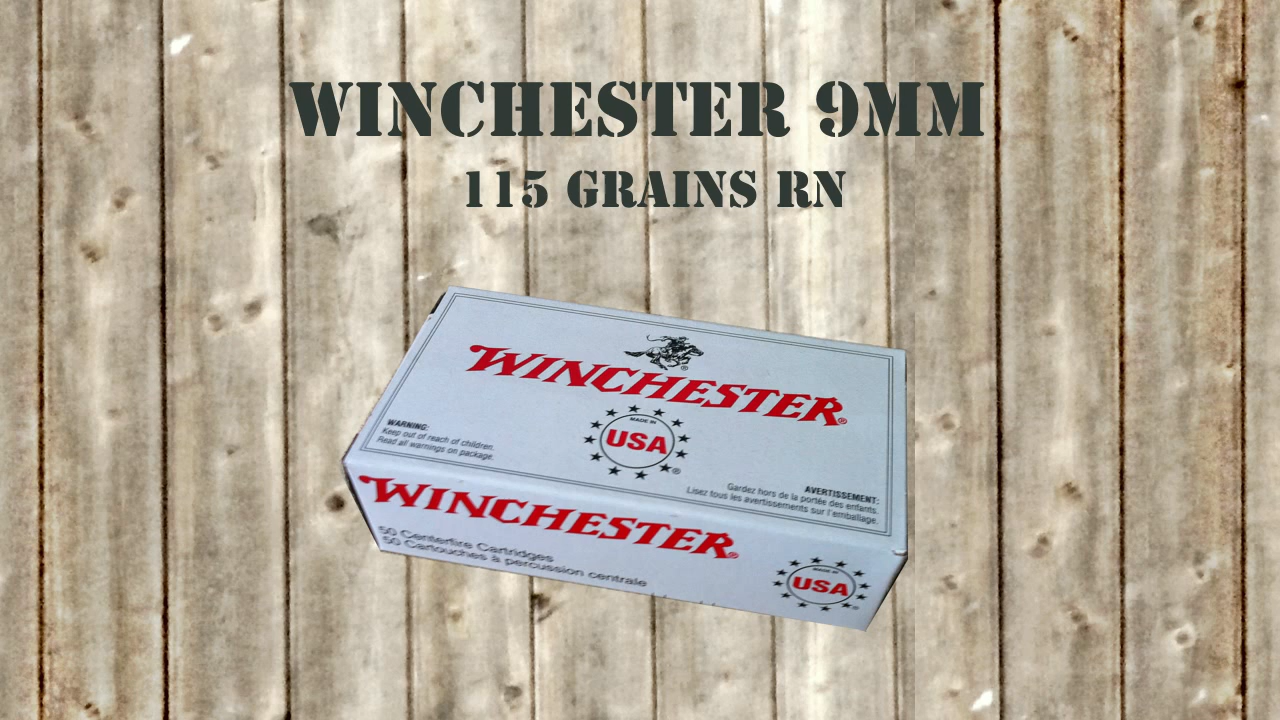 WINCHESTER 9MM
115 GRAINS RN
WINCHESTER®
MADE IN
USA
®
WARNING:
Keep out of reach of children.
Read all warnings on package.
AVERTISSEMENT:
Gardez hors de la portée des enfants.
Lisez tous les avertissements sur l'emballage.
WINCHESTER®
50 Centerfire Cartridges
50 Cartouches à percussion centrale
MADE IN
USA
®